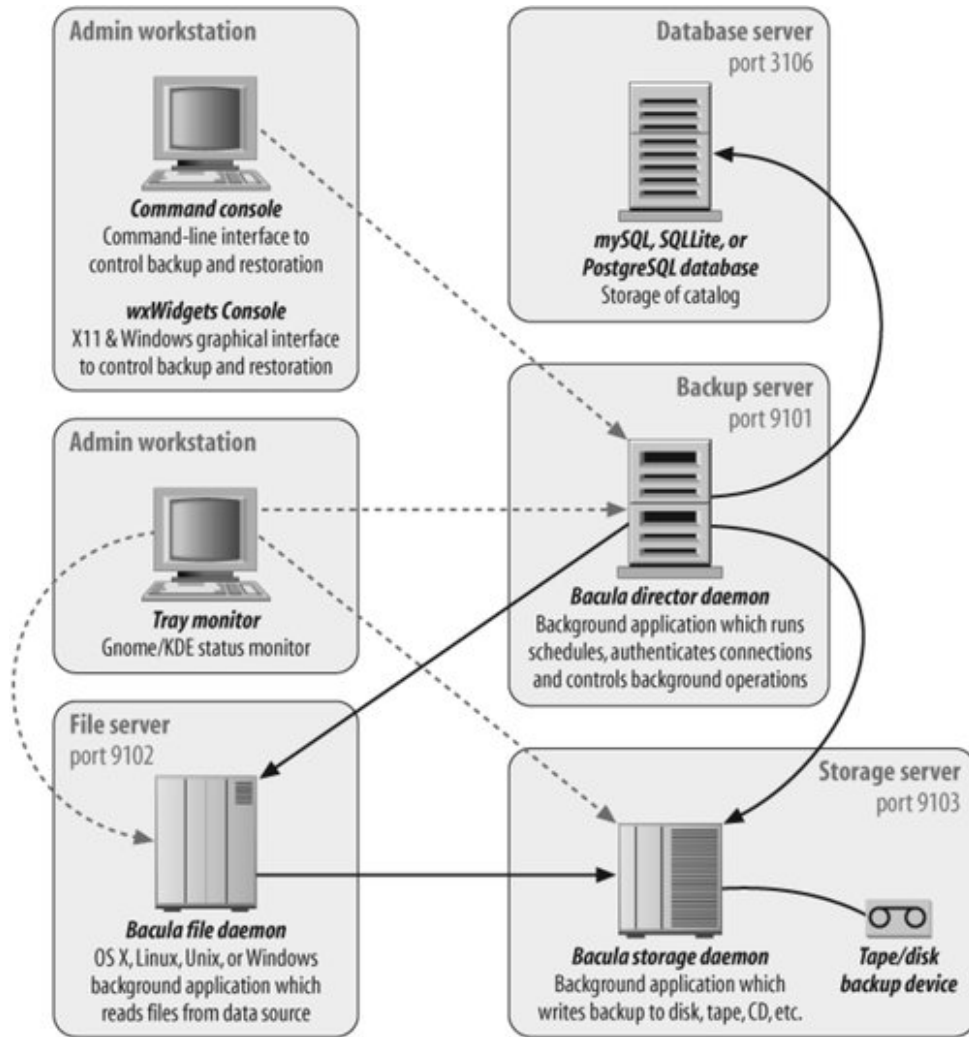 Admin workstation
Command console
Command-line interface to
control backup and restoration
wxWidgets Console
X11 & Windows graphical interface
to control backup and restoration
Database server
port 3106
mySQL, SQLLite, or
PostgreSQL database
Storage of catalog
Admin workstation
Tray monitor
Gnome/KDE status monitor
Backup server
port 9101
Bacula director daemon
Background application which runs
schedules, authenticates connections
and controls background operations
File server
port 9102
Bacula file daemon
OS X, Linux, Unix, or Windows
background application which
reads files from data source
Storage server
port 9103
Bacula storage daemon
Background application which
writes backup to disk, tape, CD, etc.
Tape/disk
backup device